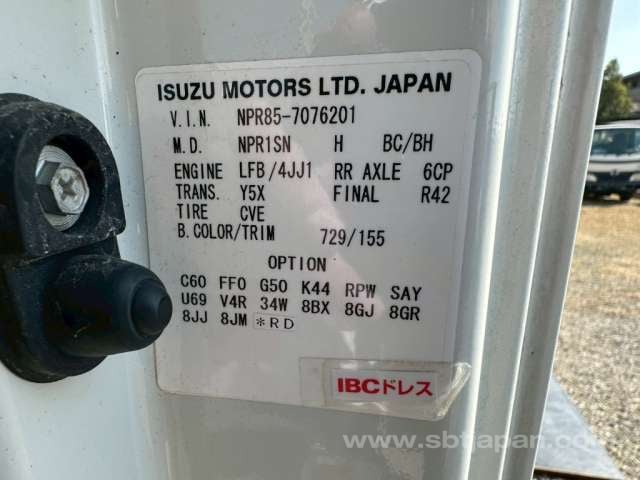 ISUZU MOTORS LTD. JAPAN
V.I.N. NPR85-7076201
M.D. NPR1SN H BC/BH
ENGINE LFB/4JJ1 RR AXLE 6CP
TRANS. Y5X FINAL R42
TIRE CVE
B.COLOR/TRIM 729/155
OPTION
C60 FF0 G50 K44 RPW SAY
U69 V4R 34W 8BX 8GJ 8GR
8JJ 8JM *RD
IBCドレス
www.sbtjapan.com